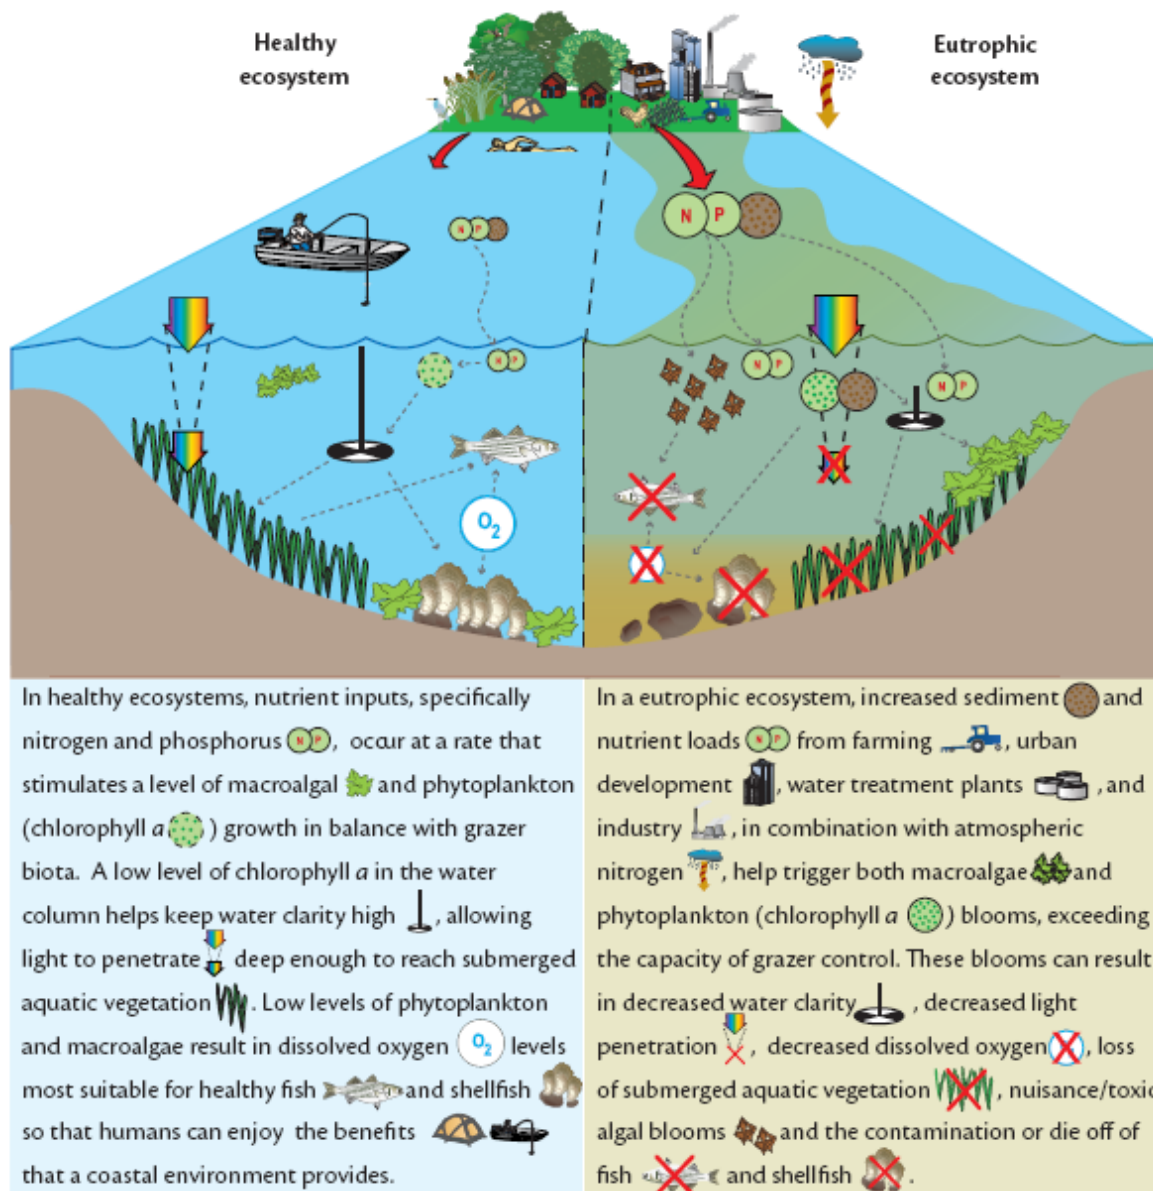 Healthy
ecosystem
Eutrophic
ecosystem
N P
N P
N P
N P
N P
O2
In healthy ecosystems, nutrient inputs, specifically
nitrogen and phosphorus N P, occur at a rate that
stimulates a level of macroalgal and phytoplankton
(chlorophyll a ) growth in balance with grazer
biota. A low level of chlorophyll a in the water
column helps keep water clarity high , allowing
light to penetrate deep enough to reach submerged
aquatic vegetation . Low levels of phytoplankton
and macroalgae result in dissolved oxygen O2 levels
most suitable for healthy fish and shellfish
so that humans can enjoy the benefits
that a coastal environment provides.
In a eutrophic ecosystem, increased sediment and
nutrient loads N P from farming , urban
development , water treatment plants , and
industry , in combination with atmospheric
nitrogen , help trigger both macroalgae and
phytoplankton (chlorophyll a ) blooms, exceeding
the capacity of grazer control. These blooms can result
in decreased water clarity , decreased light
penetration , decreased dissolved oxygen , loss
of submerged aquatic vegetation , nuisance/toxic
algal blooms and the contamination or die off of
fish and shellfish .